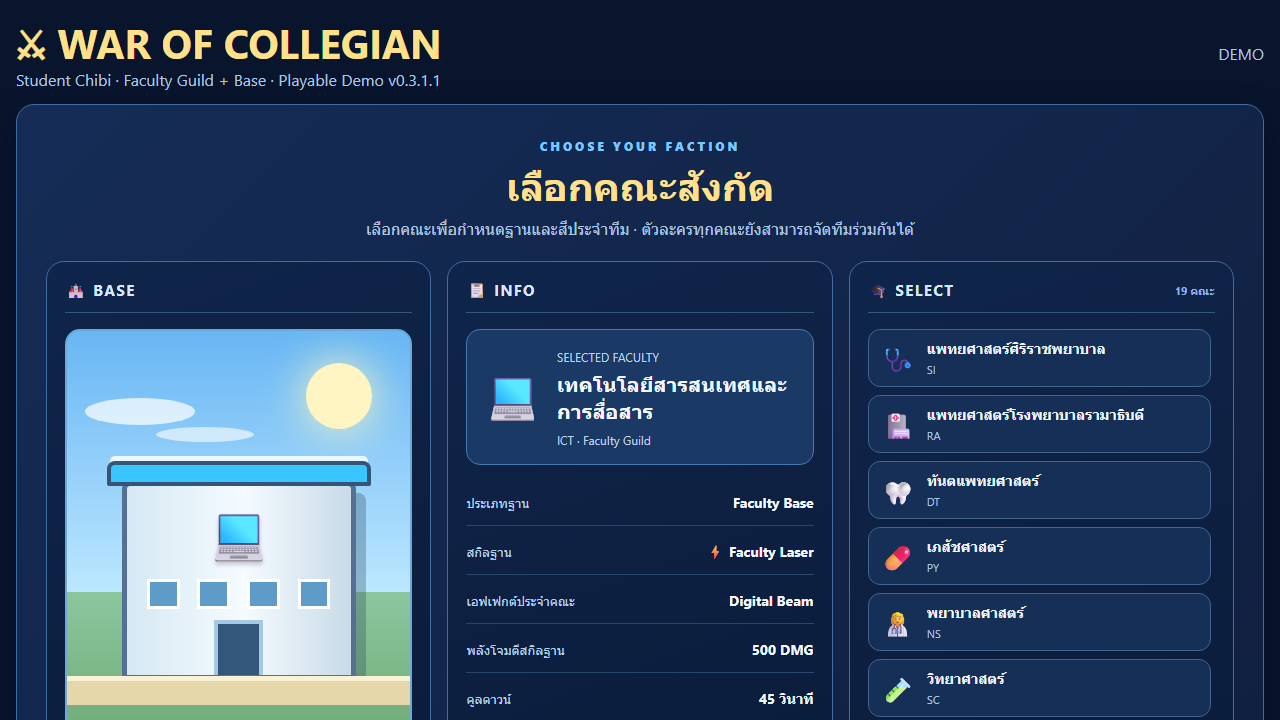 ⚔ WAR OF COLLEGIAN
Student Chibi · Faculty Guild + Base · Playable Demo v0.3.1.1
DEMO
CHOOSE YOUR FACTION
เลือกคณะสังกัด
เลือกคณะเพื่อกำหนดฐานและสีประจำทีม · ตัวละครทุกคณะยังสามารถจัดทีมร่วมกันได้
BASE
INFO
SELECTED FACULTY
เทคโนโลยีสารสนเทศและ
การสื่อสาร
ICT · Faculty Guild
ประเภทฐาน Faculty Base
สกิลฐาน ⚡ Faculty Laser
เอฟเฟกต์ประจำคณะ Digital Beam
พลังโจมตีสกิลฐาน 500 DMG
คูลดาวน์ 45 วินาที
SELECT 19 คณะ
แพทยศาสตร์ศิริราชพยาบาล
SI
แพทยศาสตร์โรงพยาบาลรามาธิบดี
RA
ทันตแพทยศาสตร์
DT
เภสัชศาสตร์
PY
พยาบาลศาสตร์
NS
วิทยาศาสตร์
SC